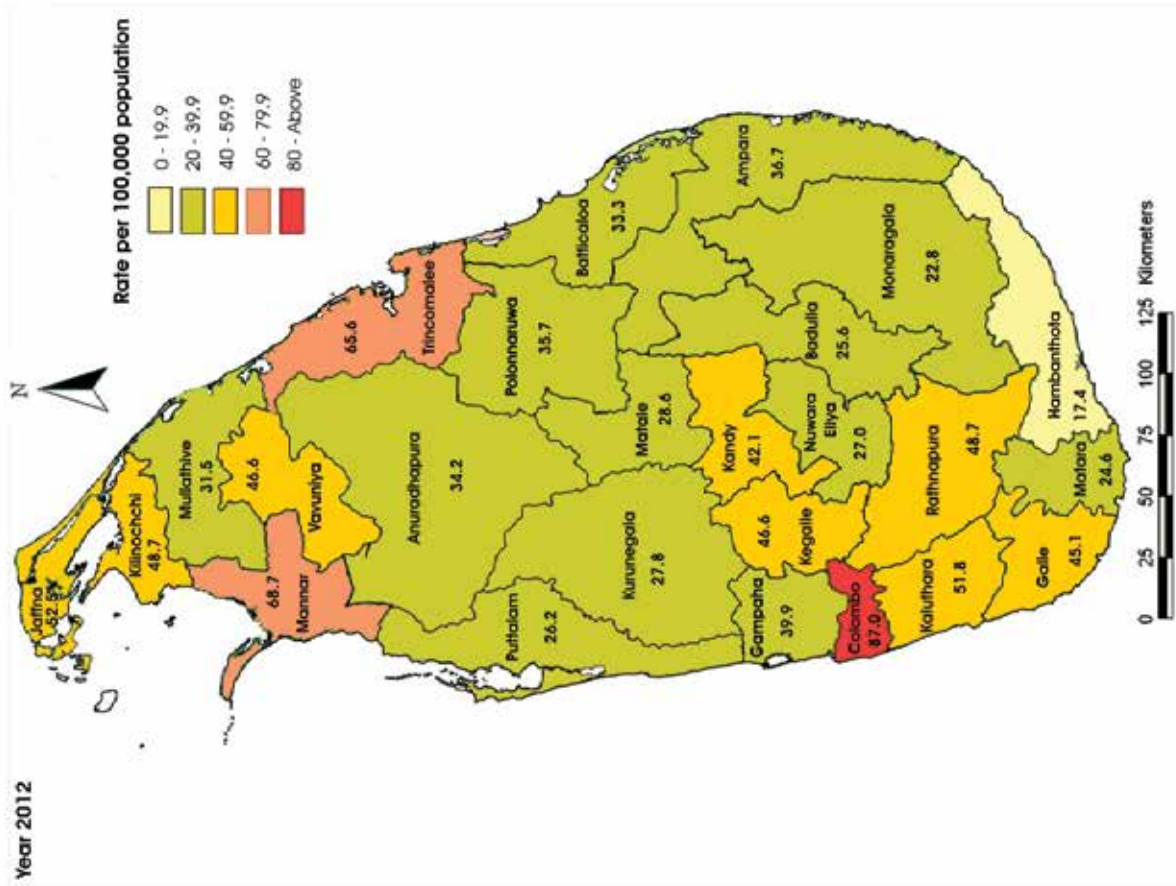 Year 2012
N
Rate per 100,000 population
0 - 19.9
20 - 39.9
40 - 59.9
60 - 79.9
80 - Above
Jaffna
Kilinochchi
48.7
Mullathive
31.5
46.6
Vavuniya
68.7
Mannar
65.6
Trincomalee
Anuradhapura
34.2
Polonnaruwa
35.7
Batticaloa
33.3
Ampara
36.7
Puttalam
26.2
Kurunegala
27.8
Matale
28.6
Kandy
42.1
Nuwara
Eliya
27.0
Badulla
25.6
Monaragala
22.8
Gampaha
39.9
46.6
Kegalle
Colombo
87.0
Kaluthara
51.8
Rathnapura
48.7
Galle
45.1
Matara
24.6
Hambanthota
17.4
0 25 50 75 100 125 Kilometers